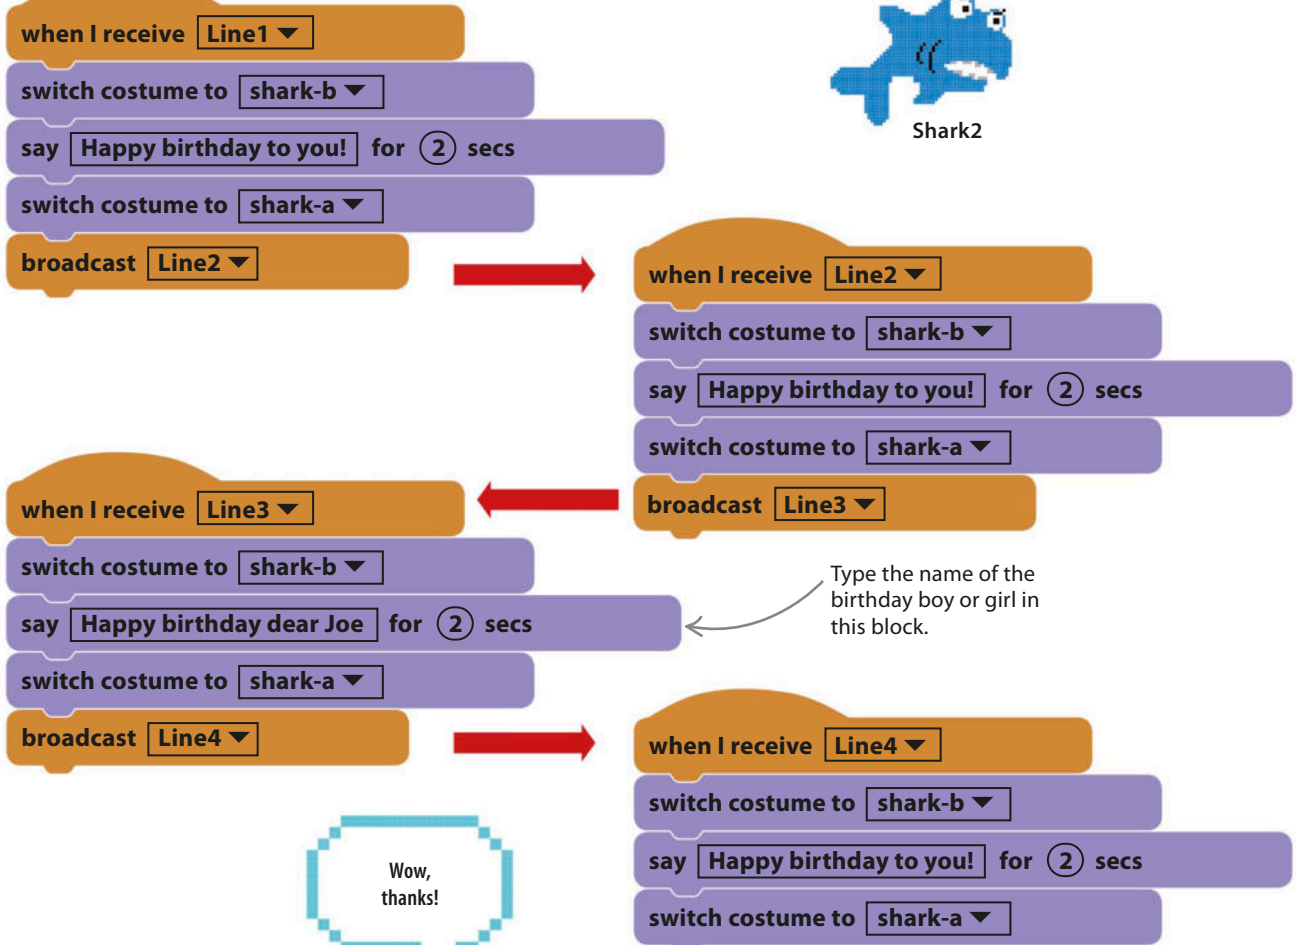 when I receive Line1
switch costume to shark-b
say Happy birthday to you! for 2 secs
switch costume to shark-a
broadcast Line2
Shark2
when I receive Line2
switch costume to shark-b
say Happy birthday to you! for 2 secs
switch costume to shark-a
broadcast Line3
when I receive Line3
switch costume to shark-b
say Happy birthday dear Joe for 2 secs
switch costume to shark-a
broadcast Line4
Type the name of the
birthday boy or girl in
this block.
when I receive Line4
switch costume to shark-b
say Happy birthday to you! for 2 secs
switch costume to shark-a
Wow,
thanks!